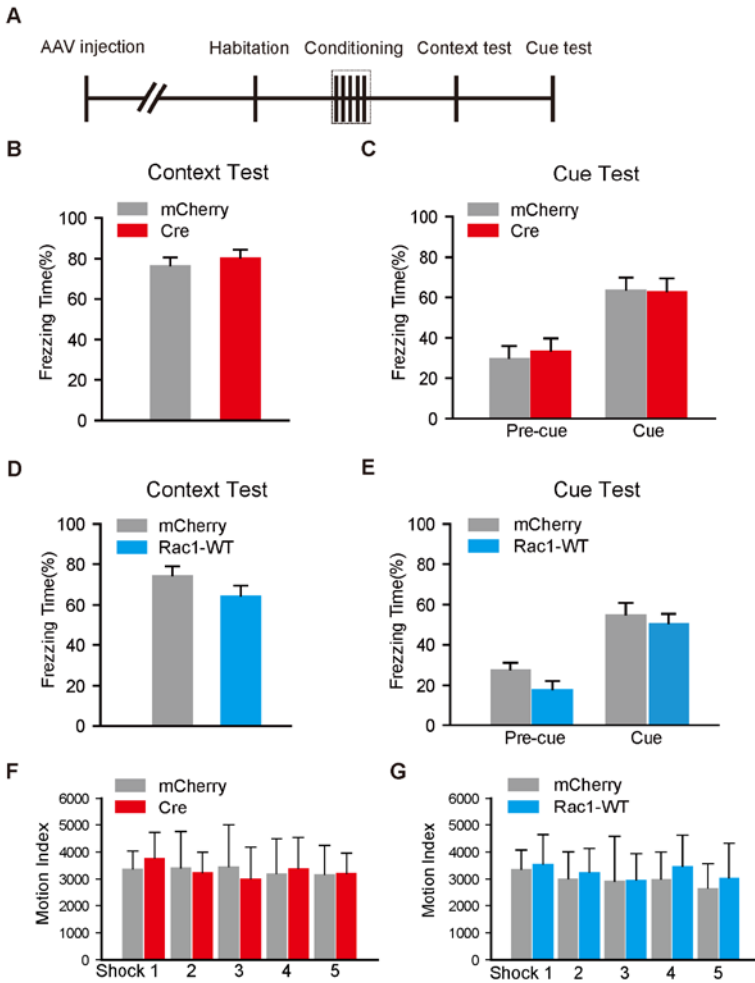 A
AAV injection Habitation Conditioning Context test Cue test
B
Context Test
mCherry
Cre
Frezzing Time(%)
100
80
60
40
20
0
C
Cue Test
mCherry
Cre
Frezzing Time(%)
100
80
60
40
20
0
Pre-cue Cue
D
Context Test
mCherry
Rac1-WT
Frezzing Time(%)
100
80
60
40
20
0
E
Cue Test
mCherry
Rac1-WT
Frezzing Time(%)
100
80
60
40
20
0
Pre-cue Cue
F
mCherry
Cre
Motion Index
6000
5000
4000
3000
2000
1000
0
Shock 1 2 3 4 5
G
mCherry
Rac1-WT
Motion Index
6000
5000
4000
3000
2000
1000
0
Shock 1 2 3 4 5